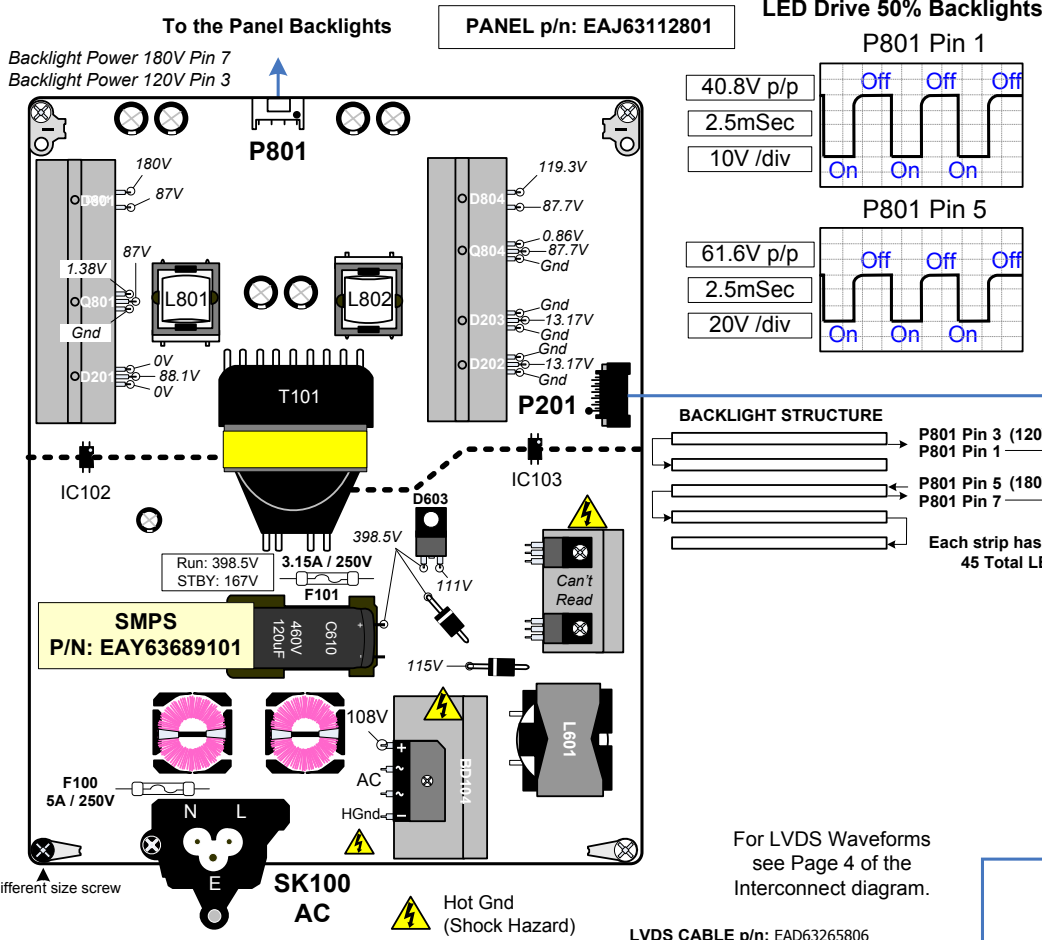 To the Panel Backlights
PANEL p/n: EAJ63112801
LED Drive 50% Backlights
Backlight Power 180V Pin 7
Backlight Power 120V Pin 3
P801
P801 Pin 1
40.8V p/p
2.5mSec
10V /div
Off Off Off
On On On
P801 Pin 5
61.6V p/p
2.5mSec
20V /div
Off Off Off
On On On
180V
87V
87V
1.38V
Q801
Gnd
D201
0V
88.1V
0V
L801
L802
D804
119.3V
87.7V
Q804
0.86V
87.7V
Gnd
D203
Gnd
13.17V
Gnd
D202
Gnd
13.17V
Gnd
P201
T101
IC102
IC103
BACKLIGHT STRUCTURE
P801 Pin 3 (120
P801 Pin 1
P801 Pin 5 (180
P801 Pin 7
Each strip has
45 Total LE
D603
398.5V
111V
Run: 398.5V
STBY: 167V
3.15A / 250V
F101
Can't
Read
SMPS
P/N: EAY63689101
C610
460V
120uF
+
-
115V
L601
108V
AC
HGnd
+
~
~
-
BD104
F100
5A / 250V
N L
E
SK100
AC
ifferent size screw
Hot Gnd
(Shock Hazard)
For LVDS Waveforms
see Page 4 of the
Interconnect diagram.
LVDS CABLE p/n: EAD63265806